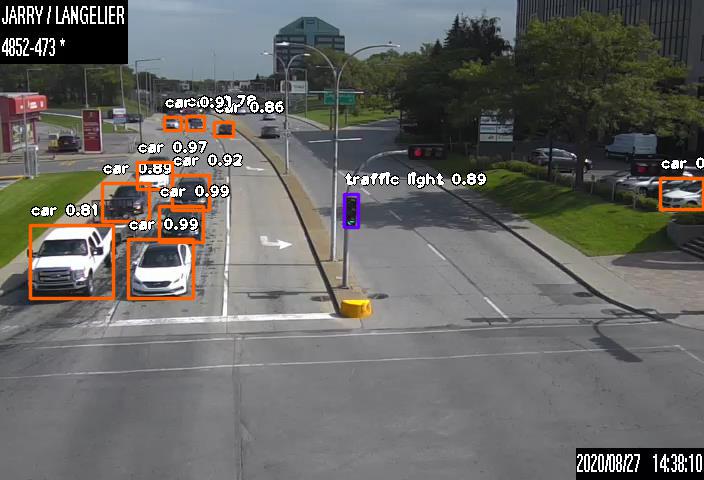 JARRY / LANGELIER
4852-473 *
car 0.86
car 0.97
car 0.92
car 0.89
car 0.99
car 0.81
car 0.99
traffic light 0.89
car 0
2020/08/27 14:38:10